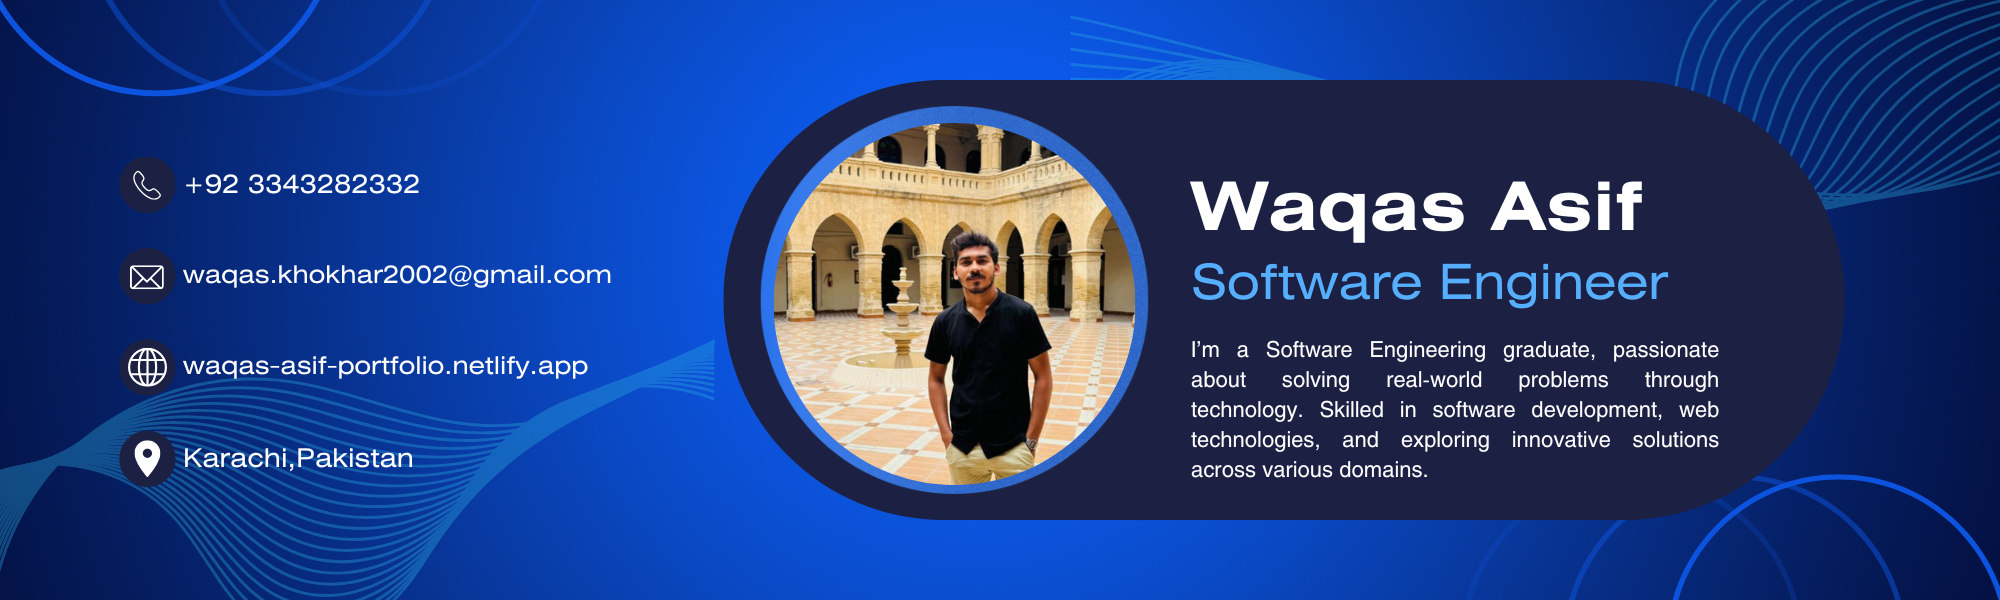 +92 3343282332
waqas.khokhar2002@gmail.com
waqas-asif-portfolio.netlify.app
Karachi,Pakistan
Waqas Asif
Software Engineer
I'm a Software Engineering graduate, passionate
about solving real-world problems through
technology. Skilled in software development, web
technologies, and exploring innovative solutions
across various domains.